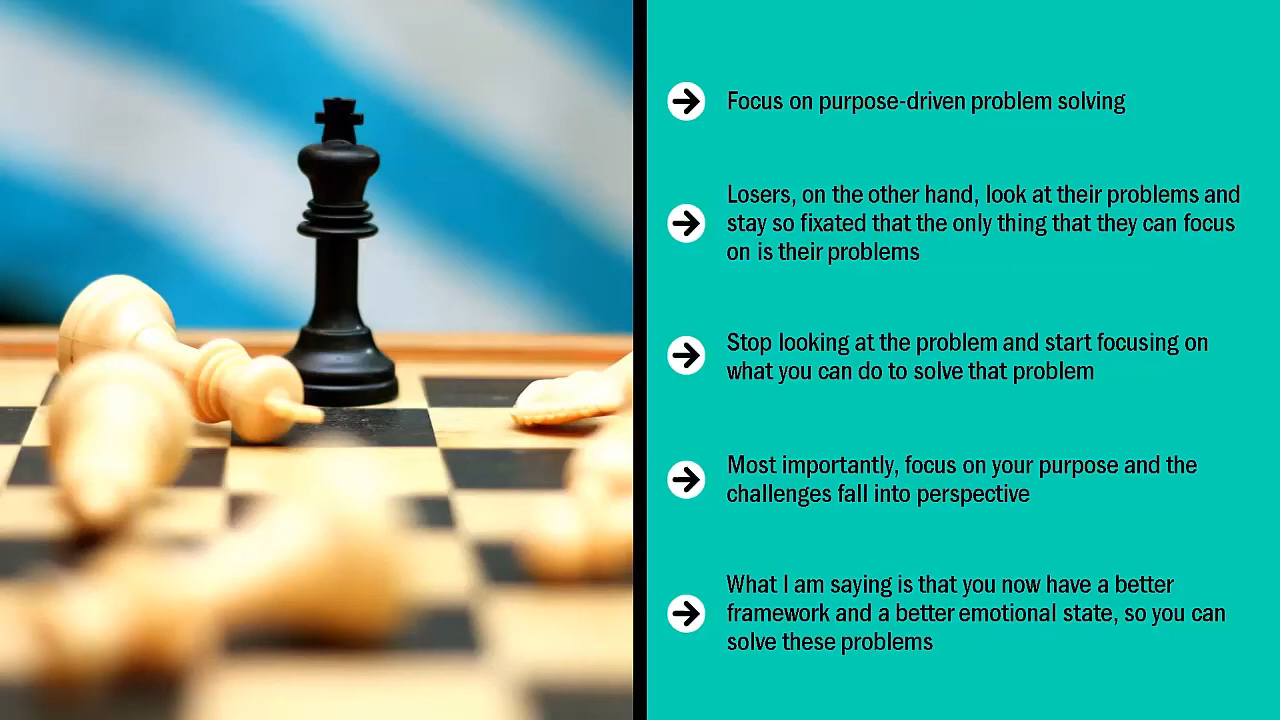 Focus on purpose-driven problem solving
Losers, on the other hand, look at their problems and
stay so fixated that the only thing that they can focus
on is their problems
Stop looking at the problem and start focusing on
what you can do to solve that problem
Most importantly, focus on your purpose and the
challenges fall into perspective
What I am saying is that you now have a better
framework and a better emotional state, so you can
solve these problems